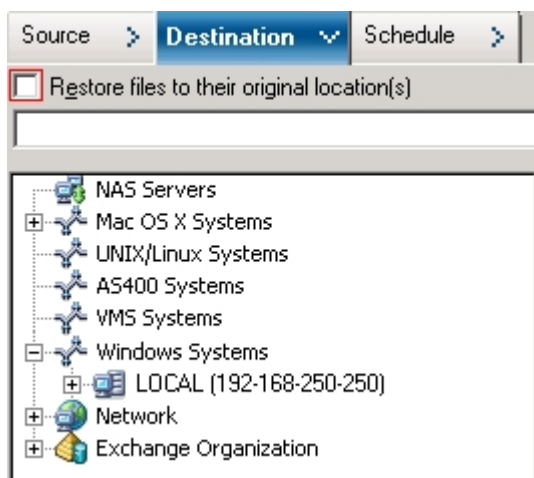 Source > Destination Schedule >
Restore files to their original location(s)
NAS Servers
Mac OS X Systems
UNIX/Linux Systems
AS400 Systems
VMS Systems
Windows Systems
LOCAL (192-168-250-250)
Network
Exchange Organization